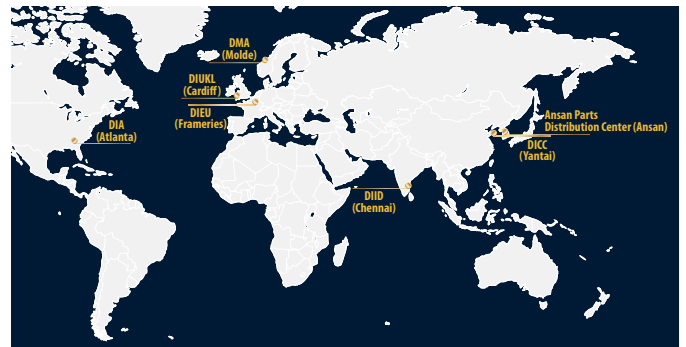 DMA
(Molde)
DIUKL
(Cardiff)
DIEU
(Frameries)
DIA
(Atlanta)
Ansan Parts
Distribution Center (Ansan)
DICC
(Yantai)
DIID
(Chennai)